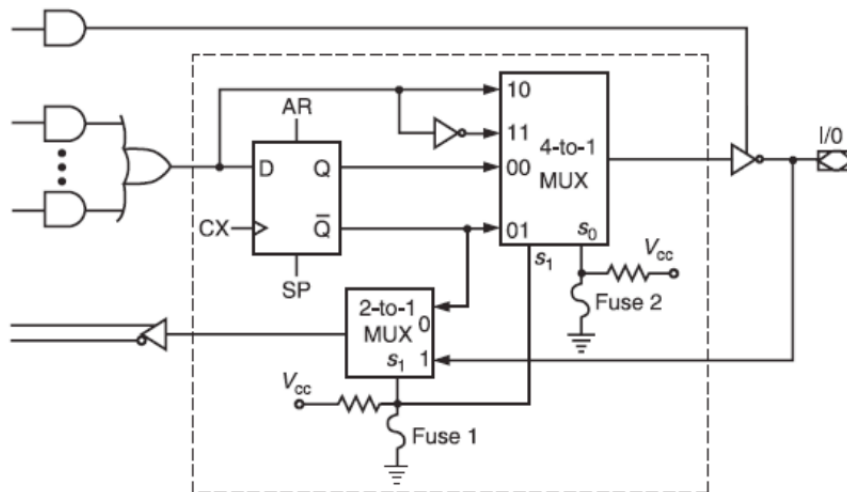 I/0
AR
10
11
4-to-1
MUX
D
Q
00
CX
Q̅
01
s0
s1
Vcc
SP
2-to-1
MUX
0
Fuse 2
s1
1
Vcc
Fuse 1